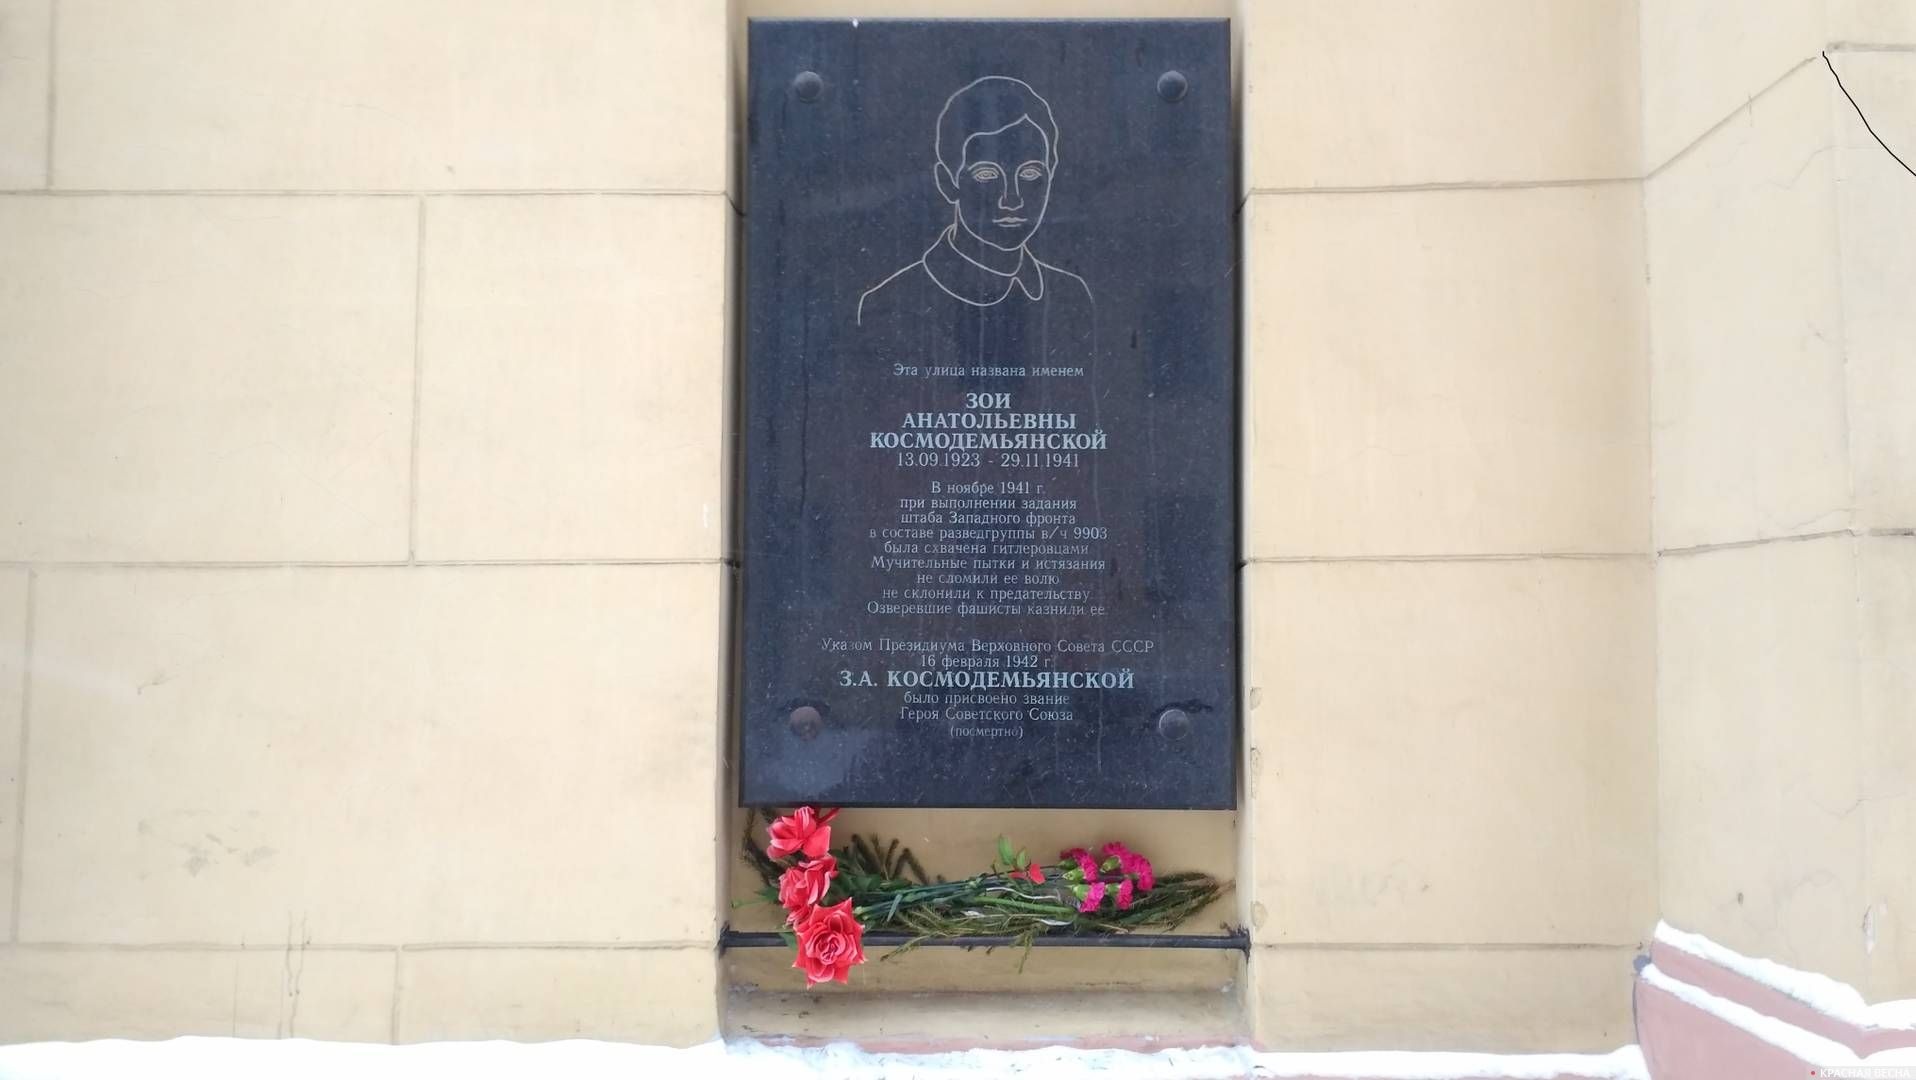 Эта улица названа именем
ЗОИ
АНАТОЛЬЕВНЫ
КОСМОДЕМЬЯНСКОЙ
13.09.1923 - 29.11.1941
В ноябре 1941 г.
при выполнении задания
штаба Западного фронта
в составе разведгруппы в/ч 9903
была схвачена гитлеровцами
Мучительные пытки и истязания
не сломили ее волю
не склонили к предательству
Озверевшие фашисты казнили ее.
Указом Президиума Верховного Совета СССР
16 февраля 1942 г.
З.А. КОСМОДЕМЬЯНСКОЙ
было присвоено звание
Героя Советского Союза
(посмертно)
КРАСНАЯ ВЕСНА